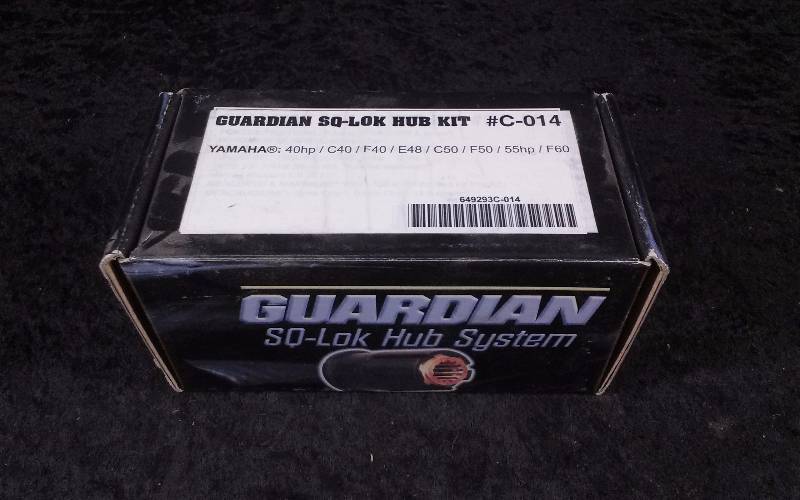 GUARDIAN SQ-LOK HUB KIT #C-014
YAMAHA®: 40hp / C40 / F40 / E48 / C50 / F50 / 55hp / F60
649293C-014
GUARDIAN
SQ-Lok Hub System